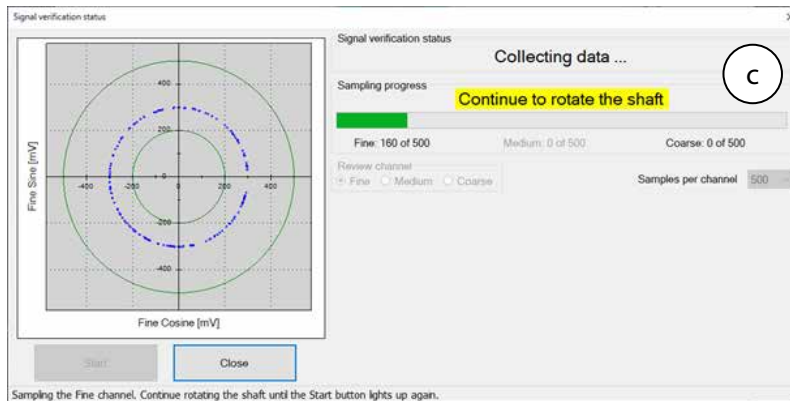 Signal verification status
x
Signal verification status
Collecting data ...
C
Sampling progress
Continue to rotate the shaft
Fine: 160 of 500 Medium: 0 of 500 Coarse: 0 of 500
Review channel
Fine Medium Coarse
Samples per channel 500
400
200
-400 -200 0 200 400
0
-200
-400
Fine Sine [mV]
Fine Cosine [mV]
Start Close
Sampling the Fine channel. Continue rotating the shaft until the Start button lights up again.